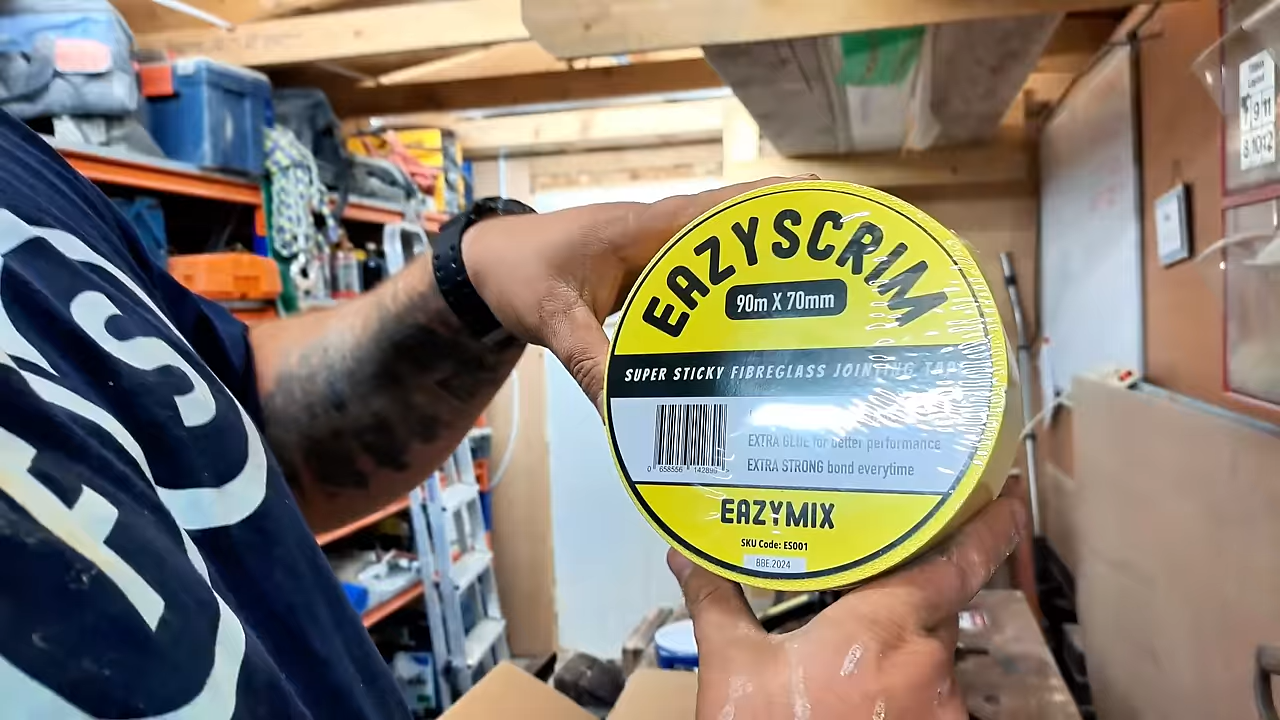 EAZYSCRIM
90m X 70mm
SUPER STICKY FIBREGLASS JOINTING TAPE
EXTRA GLUE for better performance
EXTRA STRONG bond everytime
0 658556 142899
EAZYMIX
SKU Code: ES001
BBE.2024